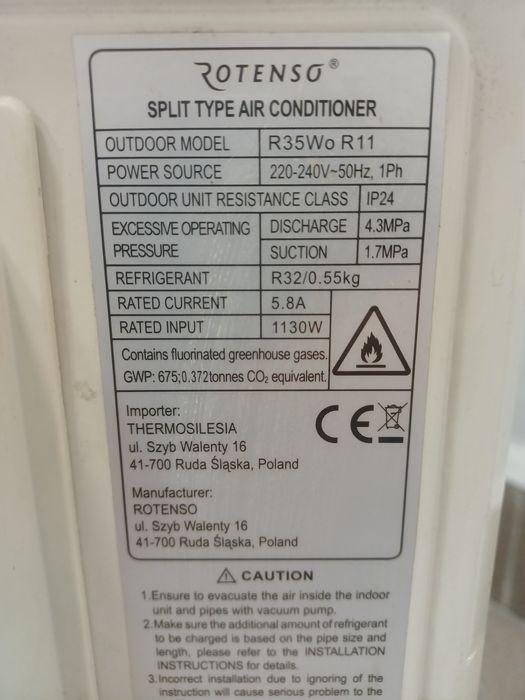 ROTENSO®
SPLIT TYPE AIR CONDITIONER
OUTDOOR MODEL R35Wo R11
POWER SOURCE 220-240V~50Hz, 1Ph
OUTDOOR UNIT RESISTANCE CLASS IP24
EXCESSIVE OPERATING PRESSURE DISCHARGE 4.3MPa
SUCTION 1.7MPa
REFRIGERANT R32/0.55kg
RATED CURRENT 5.8A
RATED INPUT 1130W
Contains fluorinated greenhouse gases.
GWP: 675;0.372tonnes CO₂ equivalent.
Importer:
THERMOSILESIA
ul. Szyb Walenty 16
41-700 Ruda Śląska, Poland
CE
Manufacturer:
ROTENSO
ul. Szyb Walenty 16
41-700 Ruda Śląska, Poland
CAUTION
1.Ensure to evacuate the air inside the indoor
unit and pipes with vacuum pump.
2.Make sure the additional amount of refrigerant
to be charged is based on the pipe size and
length, please refer to the INSTALLATION
INSTRUCTIONS for details.
3.Incorrect installation due to ignoring of the
instruction will cause serious problem to the